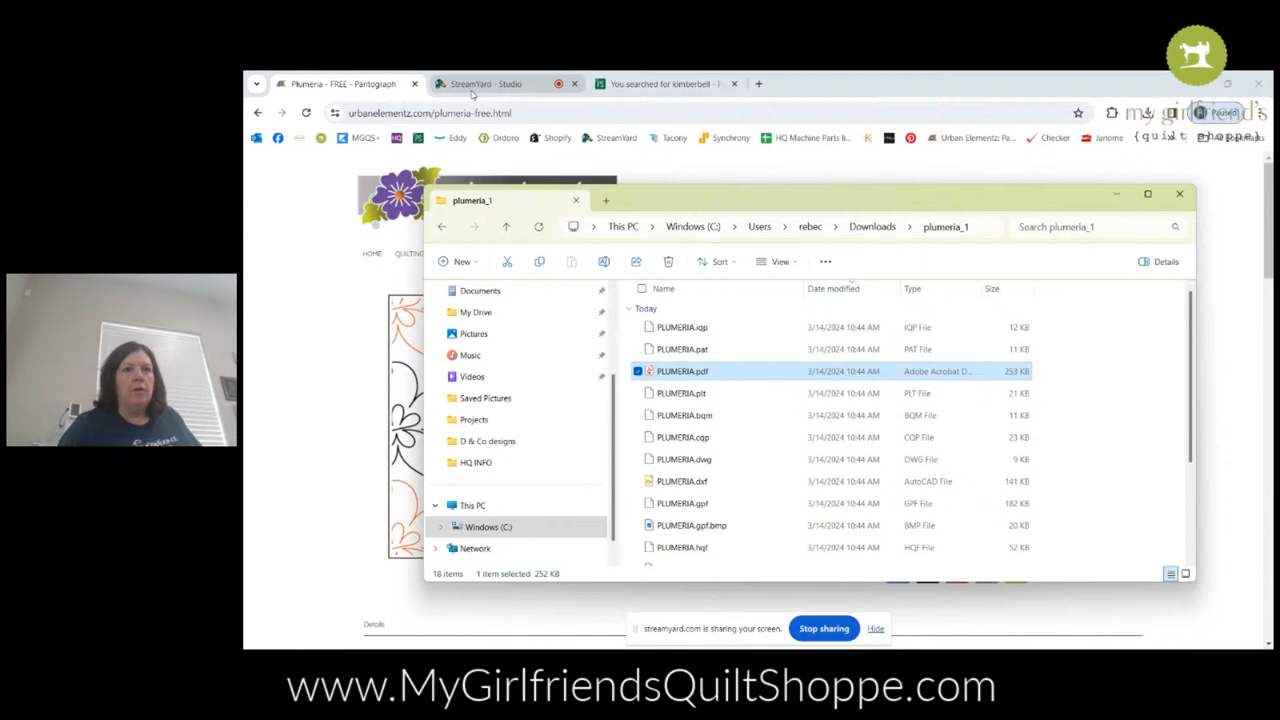 Plumeria - FREE - Pantograph
StreamYard - Studio
You searched for kimberbell - F
urbanelementz.com/plumeria-free.html
Paused
my girlfriend's
{quilt shoppe}
MGQS+
Eddy
Ordoro
Shopify
StreamYard
Tacony
Synchrony
HQ Machine Parts li...
Urban Elementz: Pa...
Checker
Janome
HOME
QUILTING
plumeria_1
This PC
Windows (C:)
Users
rebec
Downloads
plumeria_1
Search plumeria_1
New
Sort
View
Details
Documents
My Drive
Pictures
Music
Videos
Saved Pictures
Projects
D & Co designs
HQ INFO
This PC
Windows (C:)
Network
Name Date modified Type Size
Today
PLUMERIA.iqp 3/14/2024 10:44 AM IQP File 12 KB
PLUMERIA.pat 3/14/2024 10:44 AM PAT File 11 KB
PLUMERIA.pdf 3/14/2024 10:44 AM Adobe Acrobat D... 253 KB
PLUMERIA.plt 3/14/2024 10:44 AM PLT File 21 KB
PLUMERIA.bqm 3/14/2024 10:44 AM BQM File 11 KB
PLUMERIA.cqp 3/14/2024 10:44 AM CQP File 23 KB
PLUMERIA.dwg 3/14/2024 10:44 AM DWG File 9 KB
PLUMERIA.dxf 3/14/2024 10:44 AM AutoCAD File 141 KB
PLUMERIA.gpf 3/14/2024 10:44 AM GPF File 182 KB
PLUMERIA.gpf.bmp 3/14/2024 10:44 AM BMP File 20 KB
PLUMERIA.hqf 3/14/2024 10:44 AM HQF File 52 KB
18 items 1 item selected 252 KB
Details
streamyard.com is sharing your screen.
Stop sharing
Hide
www.MyGirlfriendsQuiltShoppe.com